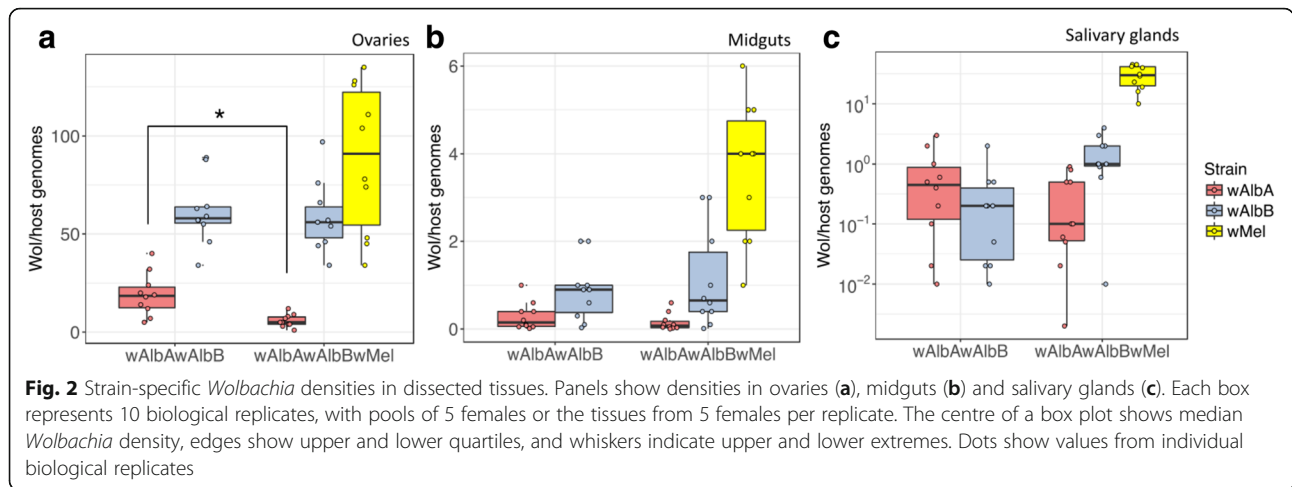 a
Ovaries
Wol/host genomes
100
50
0
*
wAlbAwAlbB
wAlbAwAlbBwMel
b
Midguts
Wol/host genomes
6
4
2
0
wAlbAwAlbB
wAlbAwAlbBwMel
c
Salivary glands
Wol/host genomes
10¹
10⁰
10⁻¹
10⁻²
wAlbAwAlbB
wAlbAwAlbBwMel
Strain
wAlbA
wAlbB
wMel
Fig. 2 Strain-specific Wolbachia densities in dissected tissues. Panels show densities in ovaries (a), midguts (b) and salivary glands (c). Each box
represents 10 biological replicates, with pools of 5 females or the tissues from 5 females per replicate. The centre of a box plot shows median
Wolbachia density, edges show upper and lower quartiles, and whiskers indicate upper and lower extremes. Dots show values from individual
biological replicates